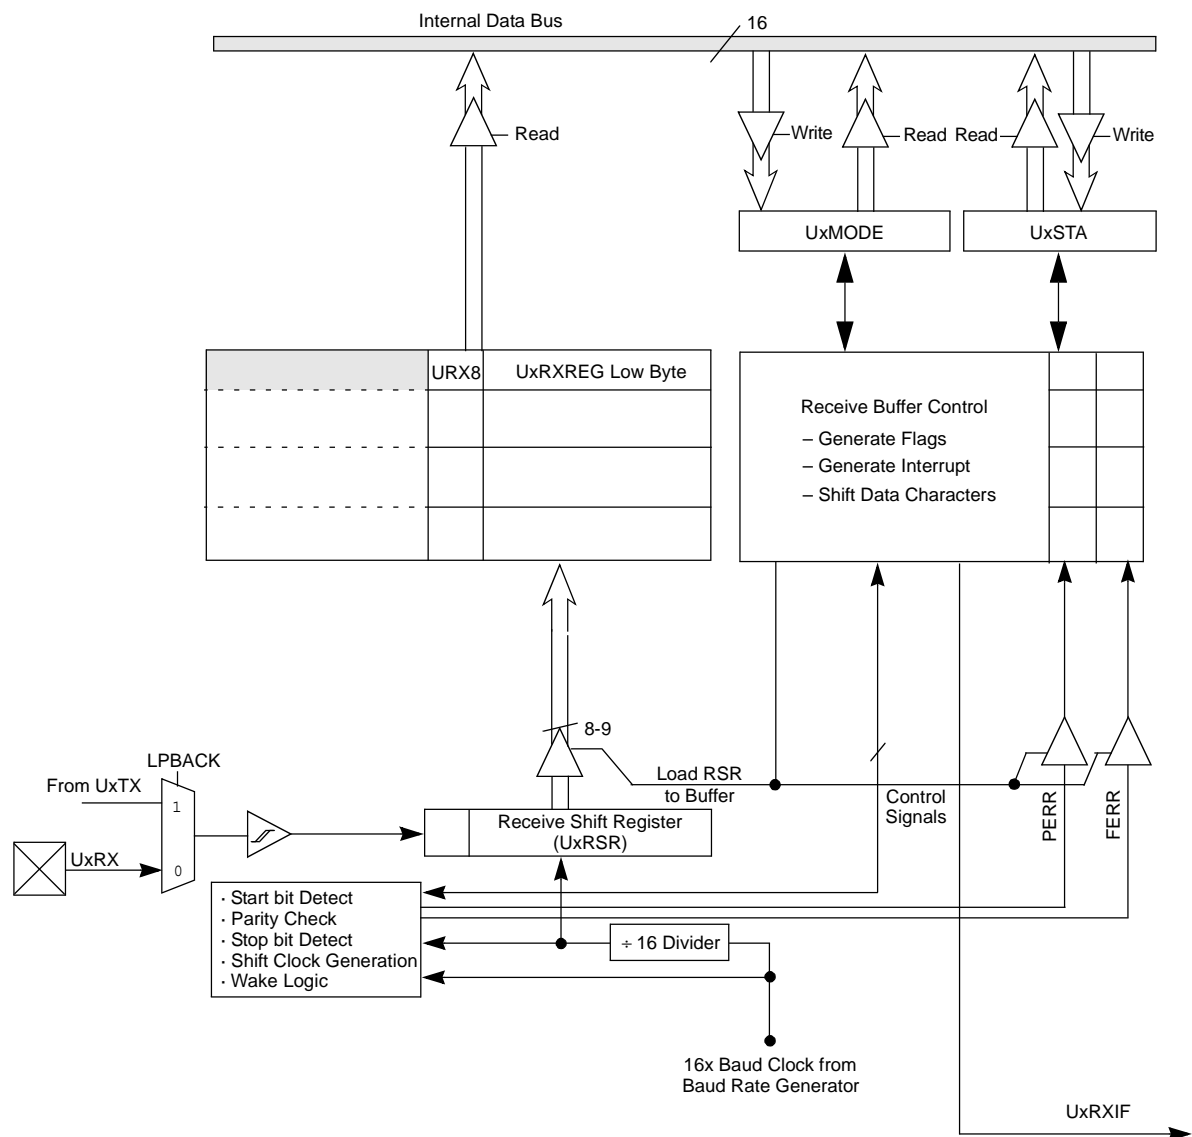 Internal Data Bus
16
Read
Write
Read
Read
Write
UxMODE
UxSTA
URX8
UxRXREG Low Byte
Receive Buffer Control
– Generate Flags
– Generate Interrupt
– Shift Data Characters
8-9
LPBACK
From UxTX
1
UxRX
0
Load RSR
to Buffer
Control
Signals
PERR
FERR
Receive Shift Register
(UxRSR)
· Start bit Detect
· Parity Check
· Stop bit Detect
· Shift Clock Generation
· Wake Logic
÷ 16 Divider
16x Baud Clock from
Baud Rate Generator
UxRXIF